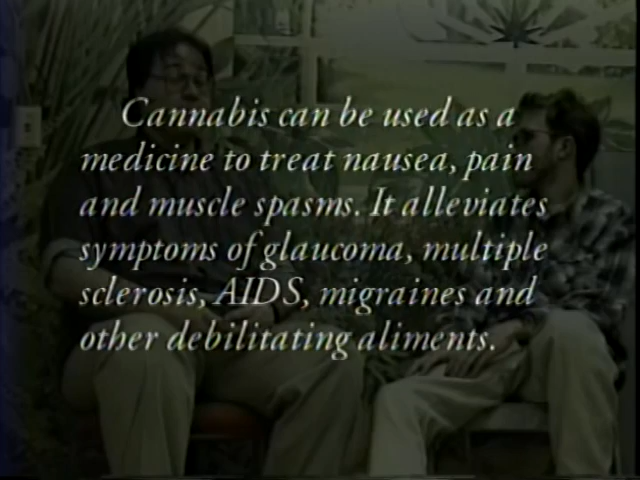 Cannabis can be used as a
medicine to treat nausea, pain
and muscle spasms. It alleviates
symptoms of glaucoma, multiple
sclerosis, AIDS, migraines and
other debilitating aliments.